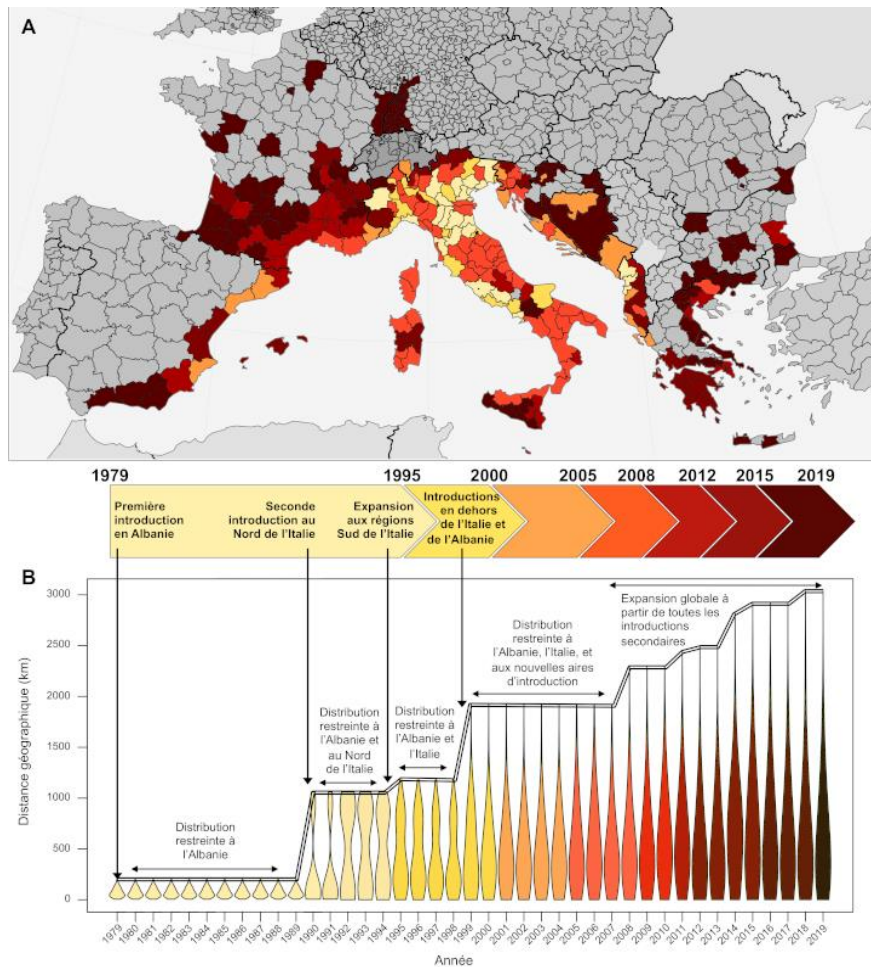 A
1979
1995
2000
2005
2008
2012
2015
2019
Première
introduction
en Albanie
Seconde
introduction au
Nord de l'Italie
Expansion
aux régions
Sud de l'Italie
Introductions
en dehors
de l'Italie et
de l'Albanie
B
Distance géographique (km)
3000
2500
2000
1500
1000
500
0
Distribution
restreinte à
l'Albanie
Distribution
restreinte à
l'Albanie et
au Nord
de l'Italie
Distribution
restreinte à
l'Albanie et
l'Italie
Distribution
restreinte à
l'Albanie, l'Italie, et
aux nouvelles aires
d'introduction
Expansion globale à
partir de toutes les
introductions
secondaires
1979
1980
1981
1982
1983
1984
1985
1986
1987
1988
1989
1990
1991
1992
1993
1994
1995
1996
1997
1998
1999
2000
2001
2002
2003
2004
2005
2006
2007
2008
2009
2010
2011
2012
2013
2014
2015
2016
2017
2018
2019
Année